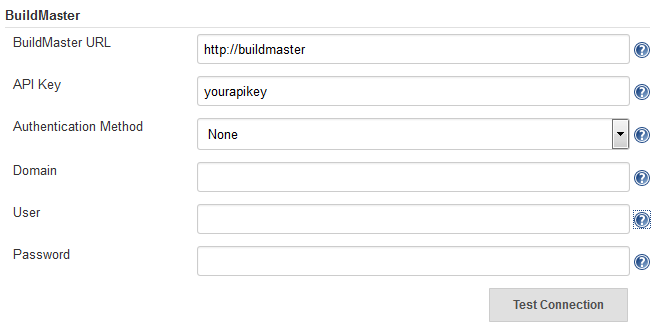 BuildMaster
BuildMaster URL http://buildmaster ?
API Key yourapikey ?
Authentication Method None ?
Domain ?
User ?
Password ?
Test Connection